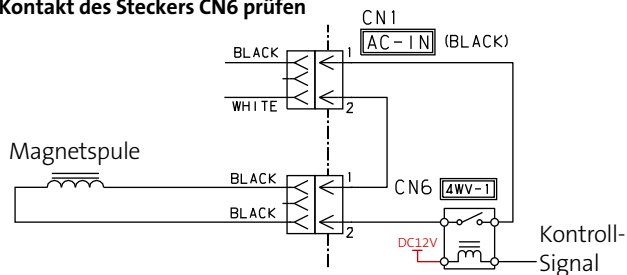 Kontakt des Steckers CN6 prüfen
CN1
AC-IN (BLACK)
BLACK
1
WHITE
2
Magnetspule
BLACK
1
CN6 4WV-1
BLACK
2
DC12V
Kontroll-
Signal